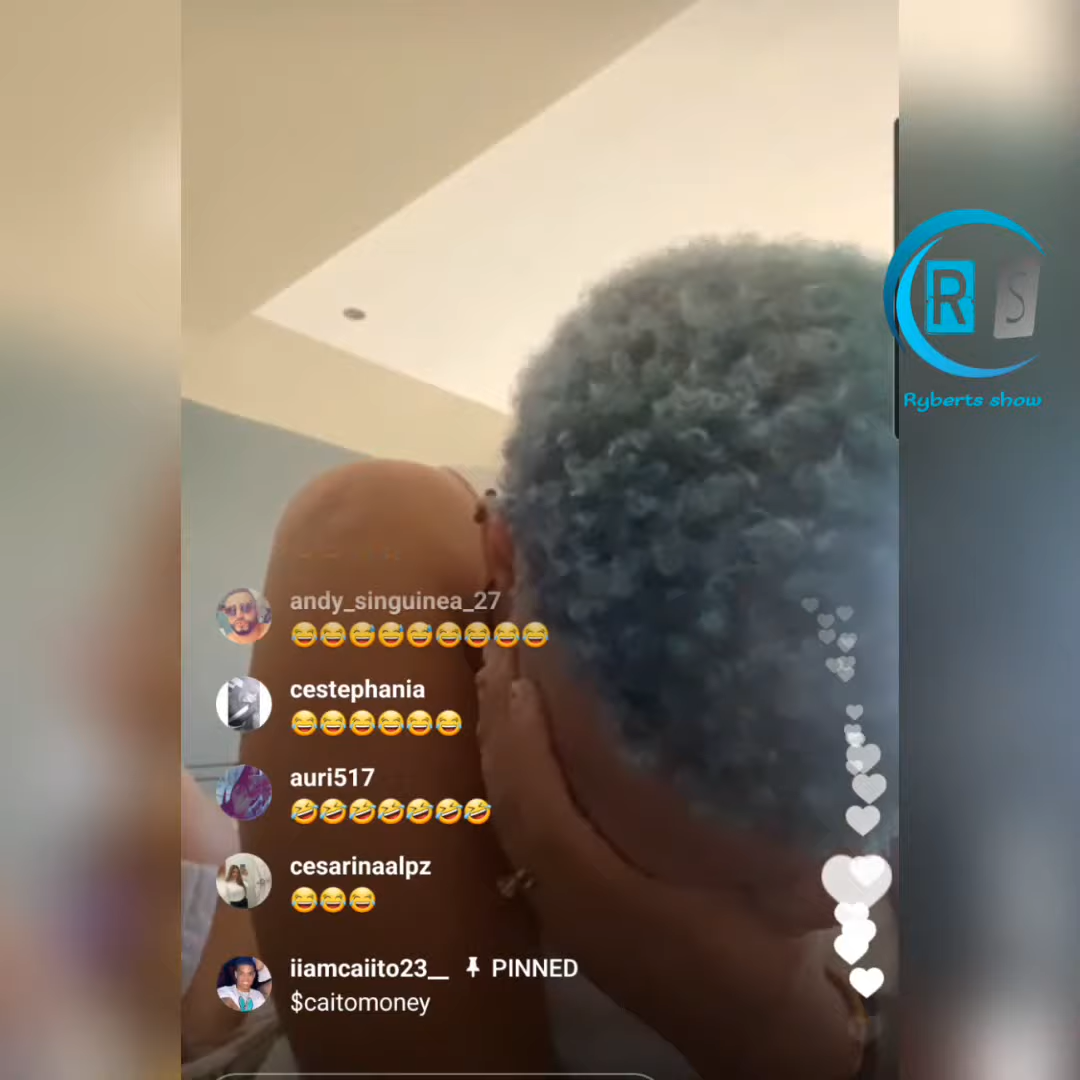 R S
Ryberts show
andy_singuinea_27
😂😂😅😅😅😂😂😂😂
cestephania
😂😂😂😂😂😂
auri517
🤣🤣🤣🤣🤣🤣🤣
cesarinaalpz
😂😂😂
iiamcaiito23__ 📌 PINNED
$caitomoney